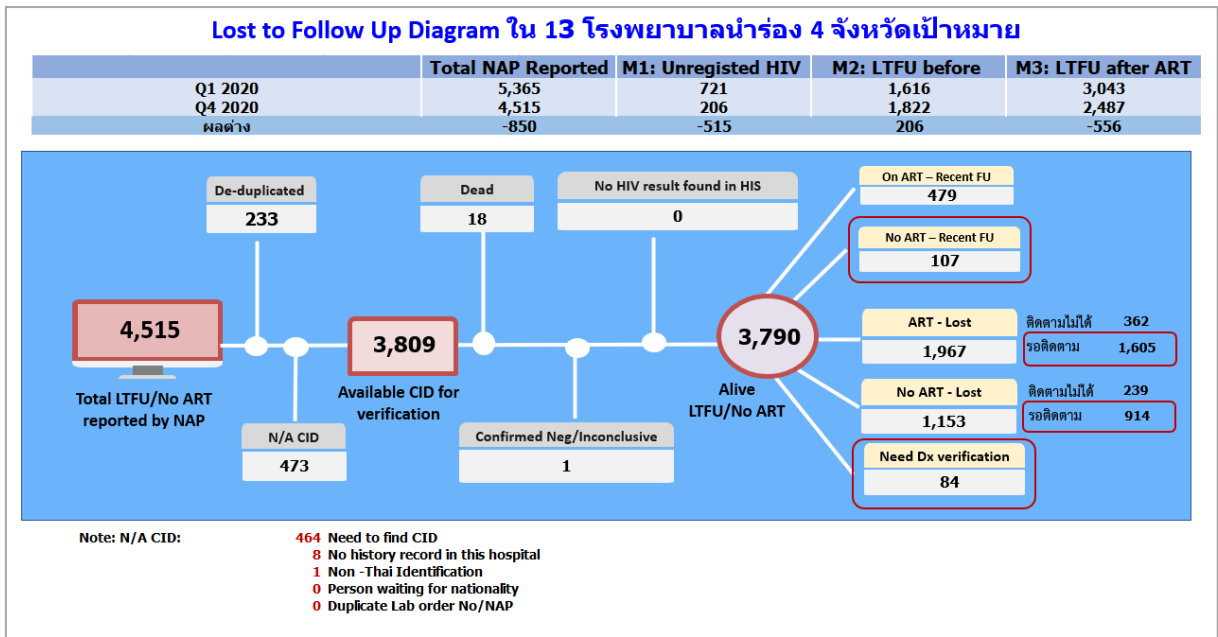 Lost to Follow Up Diagram ใน 13 โรงพยาบาลนำร่อง 4 จังหวัดเป้าหมาย
Total NAP Reported M1: Unregisted HIV M2: LTFU before M3: LTFU after ART
Q1 2020 5,365 721 1,616 3,043
Q4 2020 4,515 206 1,822 2,487
ผลต่าง -850 -515 206 -556
De-duplicated
233
Dead
18
No HIV result found in HIS
0
On ART – Recent FU
479
No ART – Recent FU
107
4,515
Total LTFU/No ART
reported by NAP
3,809
Available CID for
verification
3,790
Alive
LTFU/No ART
ART - Lost
1,967
ติดตามไม่ได้ 362
รอติดตาม 1,605
No ART - Lost
1,153
ติดตามไม่ได้ 239
รอติดตาม 914
N/A CID
473
Confirmed Neg/Inconclusive
1
Need Dx verification
84
Note: N/A CID: 464 Need to find CID
8 No history record in this hospital
1 Non -Thai Identification
0 Person waiting for nationality
0 Duplicate Lab order No/NAP